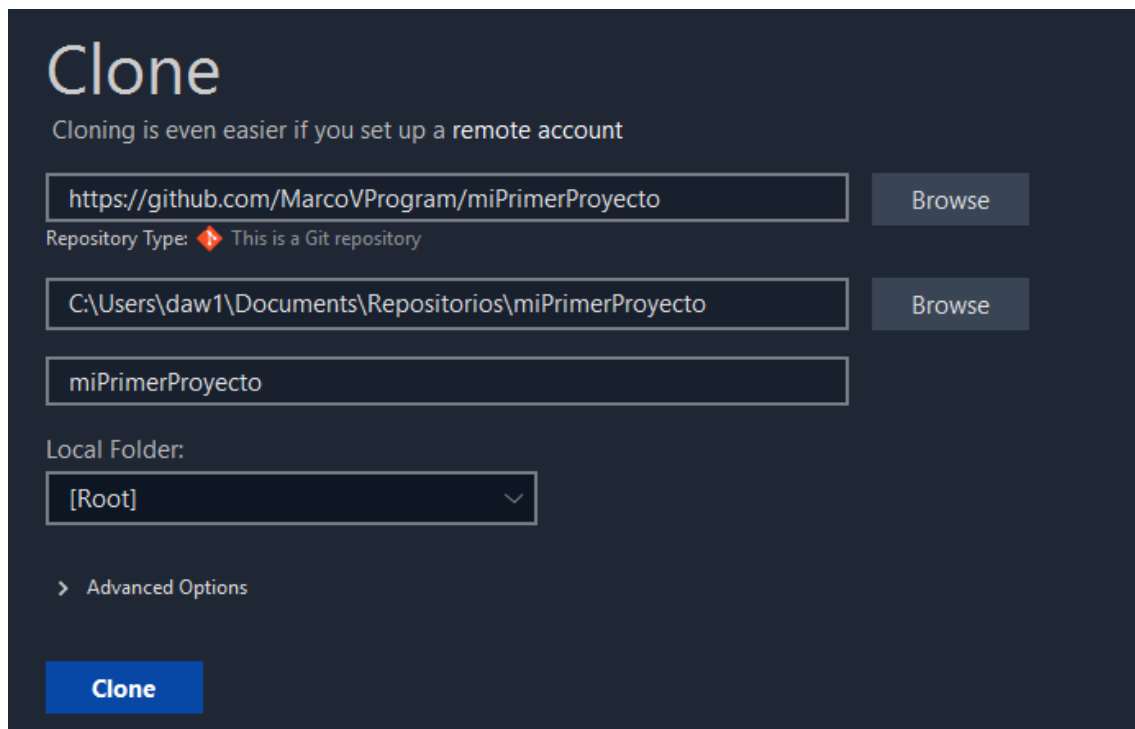 Clone
Cloning is even easier if you set up a remote account
https://github.com/MarcoVProgram/miPrimerProyecto
Browse
Repository Type: This is a Git repository
C:\Users\daw1\Documents\Repositorios\miPrimerProyecto
Browse
miPrimerProyecto
Local Folder:
[Root]
Advanced Options
Clone